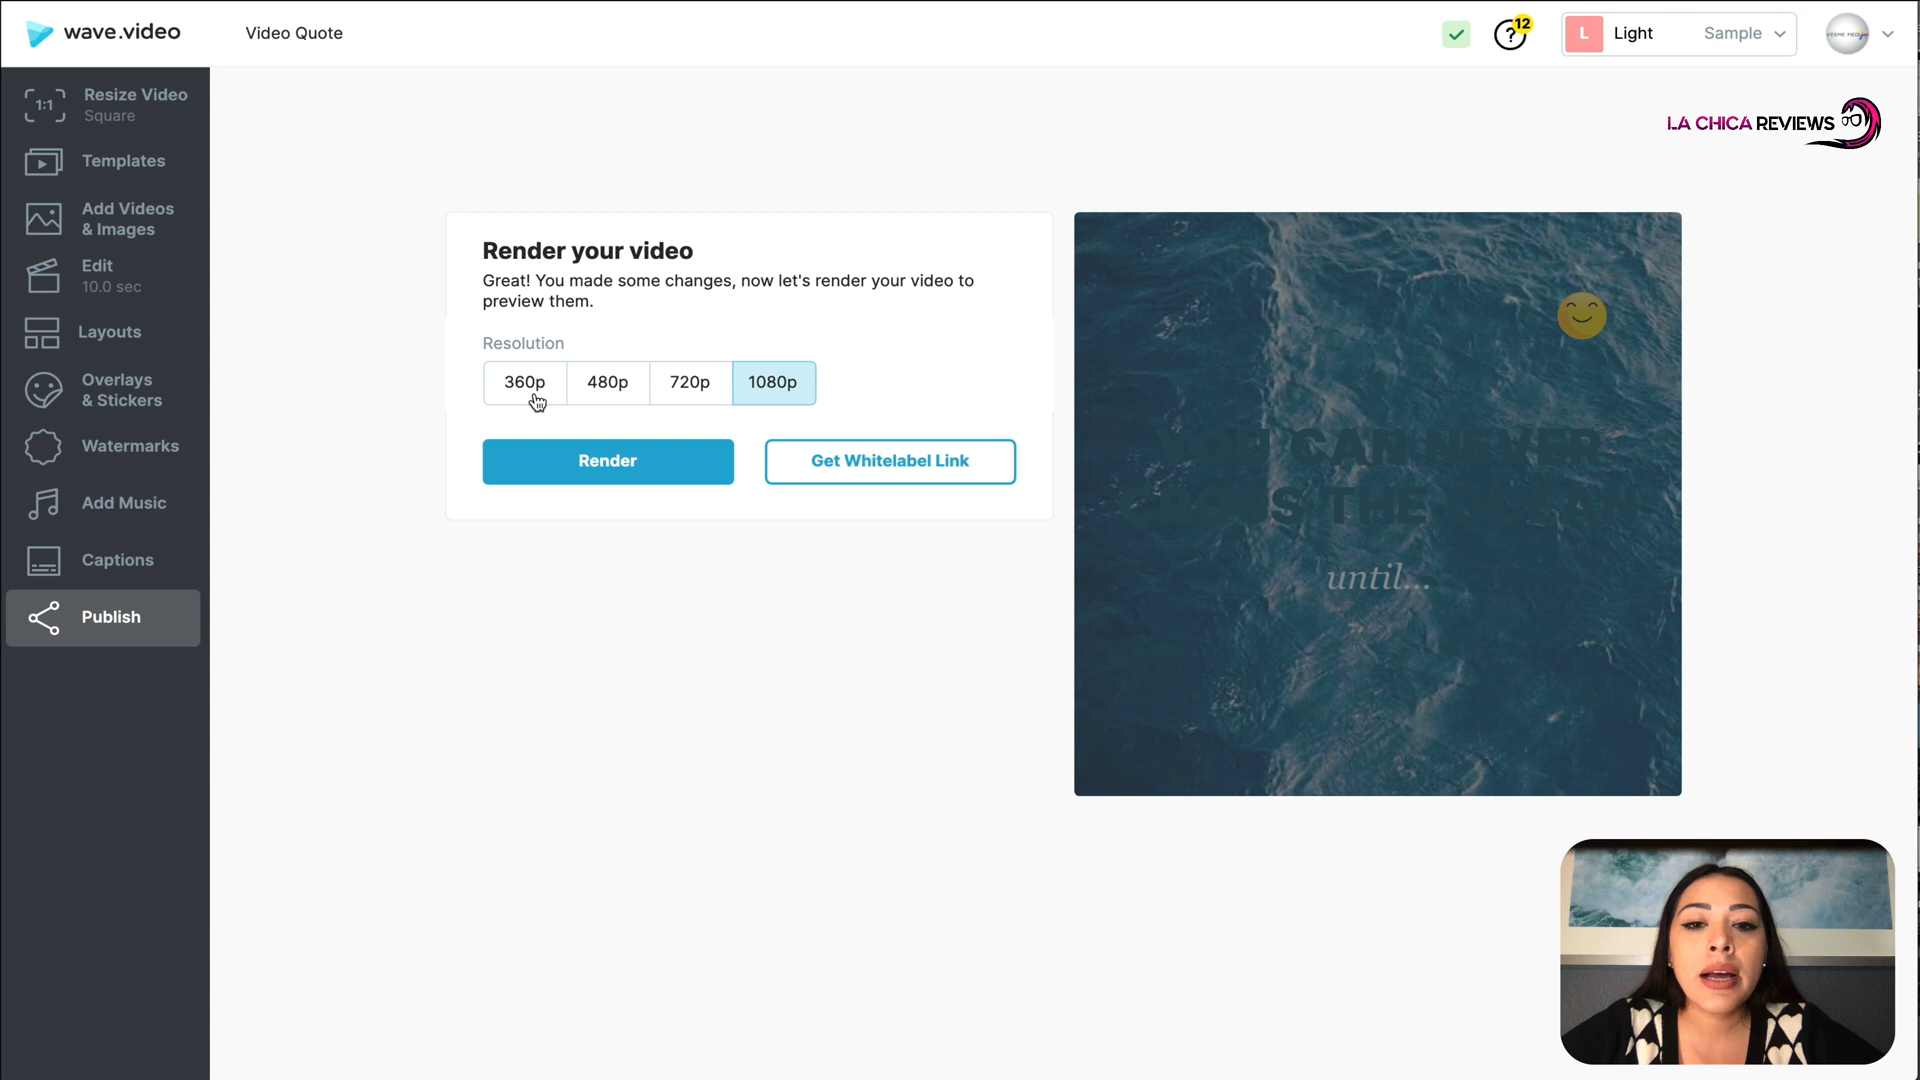 wave.video
Video Quote
12
?
L
Light
Sample
1:1
Resize Video
Square
Templates
Add Videos
& Images
Edit
10.0 sec
Layouts
Overlays
& Stickers
Watermarks
Add Music
Captions
Publish
LA CHICA REVIEWS
Render your video
Great! You made some changes, now let's render your video to
preview them.
Resolution
360p
480p
720p
1080p
Render
Get Whitelabel Link
CAN NEVER
THE
until...